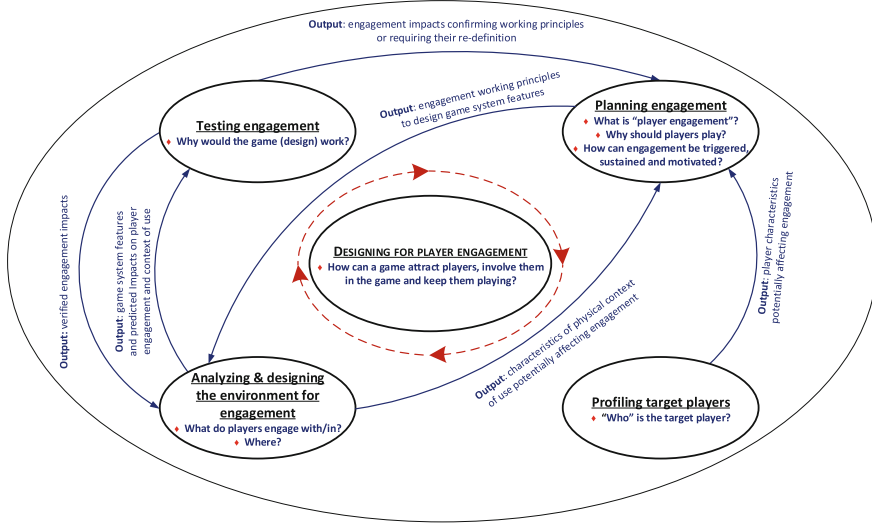 Output: engagement impacts confirming working principles
or requiring their re-definition
Testing engagement
♦ Why would the game (design) work?
Output: engagement working principles
to design game system features
Planning engagement
♦ What is “player engagement”?
♦ Why should players play?
♦ How can engagement be triggered,
sustained and motivated?
Output: verified engagement impacts
Output: game system features
and predicted impacts on player
engagement and context of use
DESIGNING FOR PLAYER ENGAGEMENT
♦ How can a game attract players, involve them
in the game and keep them playing?
Output: player characteristics
potentially affecting engagement
Output: characteristics of physical context
of use potentially affecting engagement
Analyzing & designing
the environment for
engagement
♦ What do players engage with/in?
♦ Where?
Profiling target players
♦ “Who” is the target player?